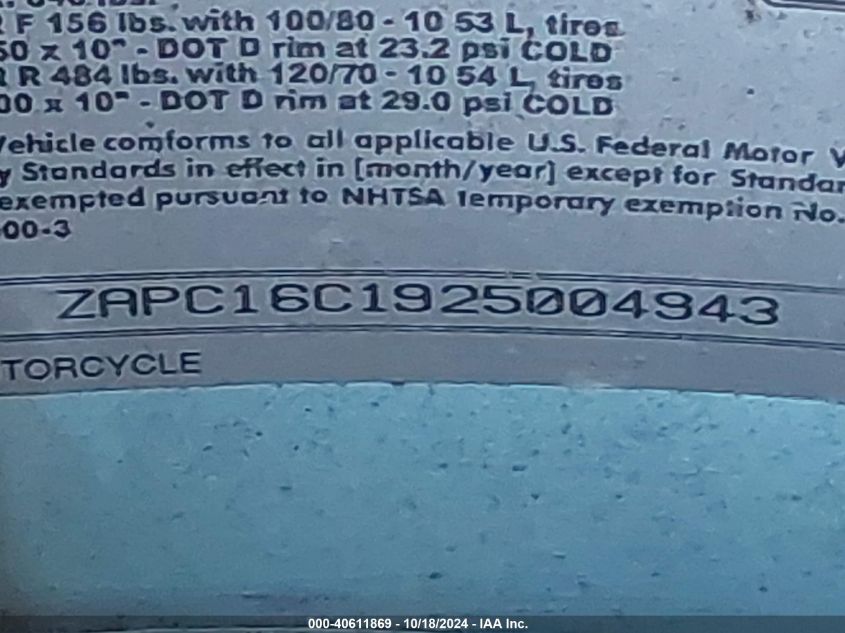 F 156 lbs. with 100/80 - 10 53 L, tires
50 x 10" - DOT D rim at 23.2 psi COLD
R 484 lbs. with 120/70 - 10 54 L, tires
00 x 10" - DOT D rim at 29.0 psi COLD
Vehicle comforms to all applicable U.S. Federal Motor V
y Standards in effect in [month/year] except for Standar
exempted pursuant to NHTSA Temporary exemption No.
00-3
ZAPC16C1925004943
TORCYCLE
000-40611869 - 10/18/2024 - IAA Inc.